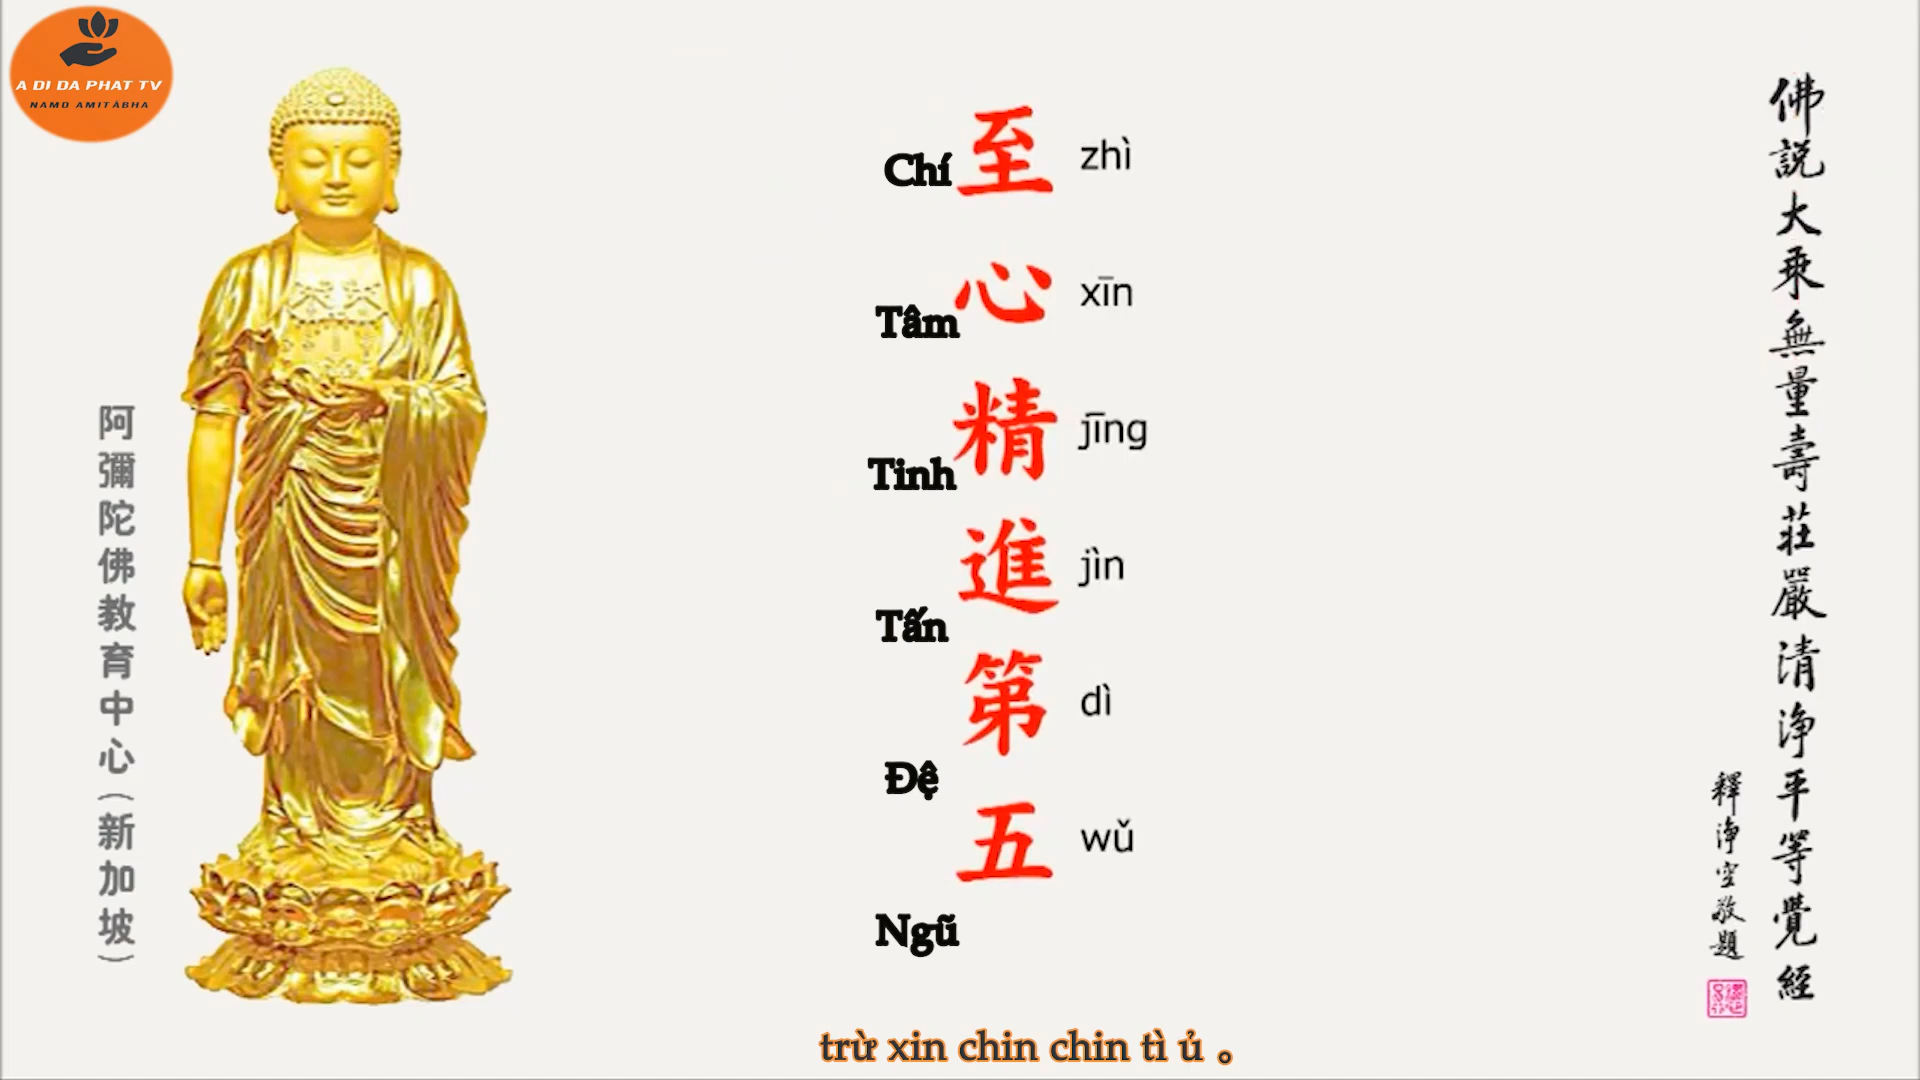 A DI DA PHAT TV
NAMO AMITÀBHA
阿彌陀佛教育中心(新加坡)
Chí 至 zhì
Tâm 心 xīn
Tinh 精 jīng
Tấn 進 jìn
Đệ 第 dì
Ngũ 五 wǔ
佛説大乘無量壽莊嚴清淨平等覺經
釋淨空敬題
trừ xin chin chin tì ủ 。